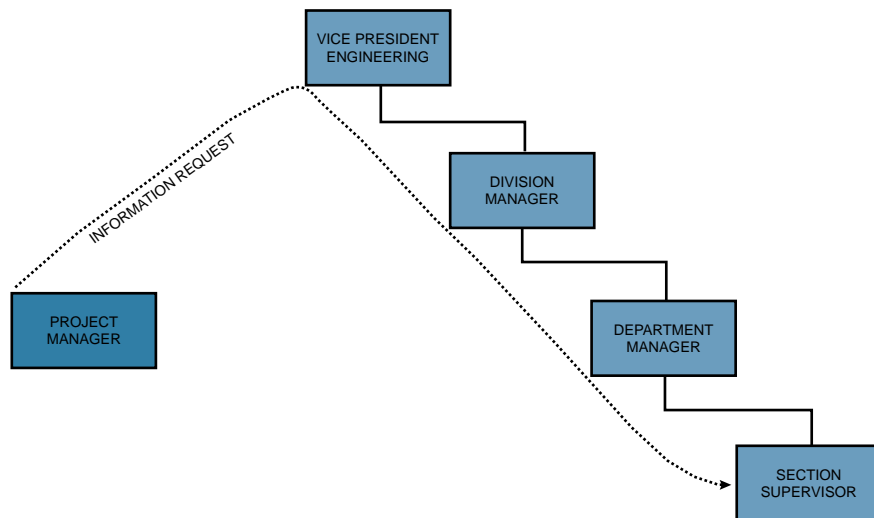 VICE PRESIDENT
ENGINEERING
INFORMATION REQUEST
DIVISION
MANAGER
PROJECT
MANAGER
DEPARTMENT
MANAGER
SECTION
SUPERVISOR